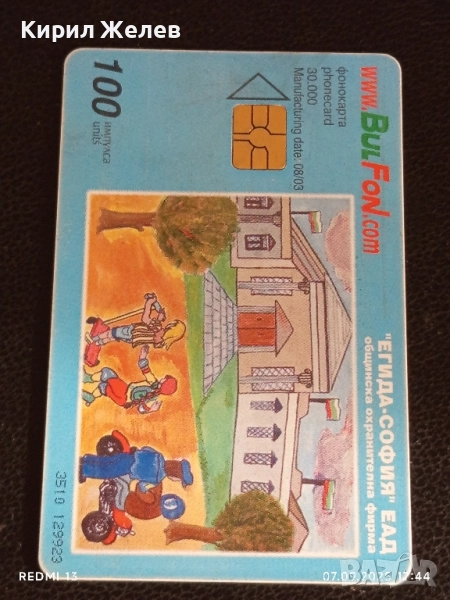 Кирил Желев
www.BULFON.com
фонокарта
phonecard
30.000
Manufacturing date: 08/03
100 импулса
units
"ЕГИДА-СОФИЯ" ЕАД
общинска охранителна фирма
3510 129923
REDMI 13
BAZAR